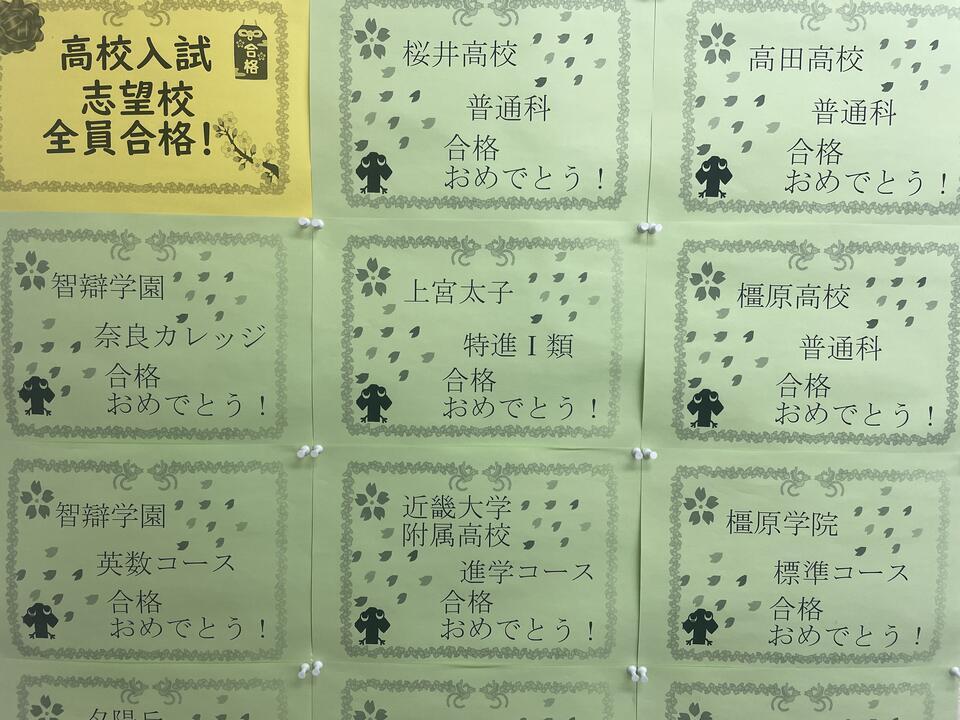 高校入試
合格
志望校
全員合格!
桜井高校
普通科
合格
おめでとう!
高田高校
普通科
合格
おめでとう!
智辯学園
奈良カレッジ
合格
おめでとう!
上宮太子
特進Ⅰ類
合格
おめでとう!
橿原高校
普通科
合格
おめでとう!
智辯学園
英数コース
合格
おめでとう!
近畿大学
附属高校
進学コース
合格
おめでとう!
橿原学院
標準コース
合格
おめでとう!
夕陽丘